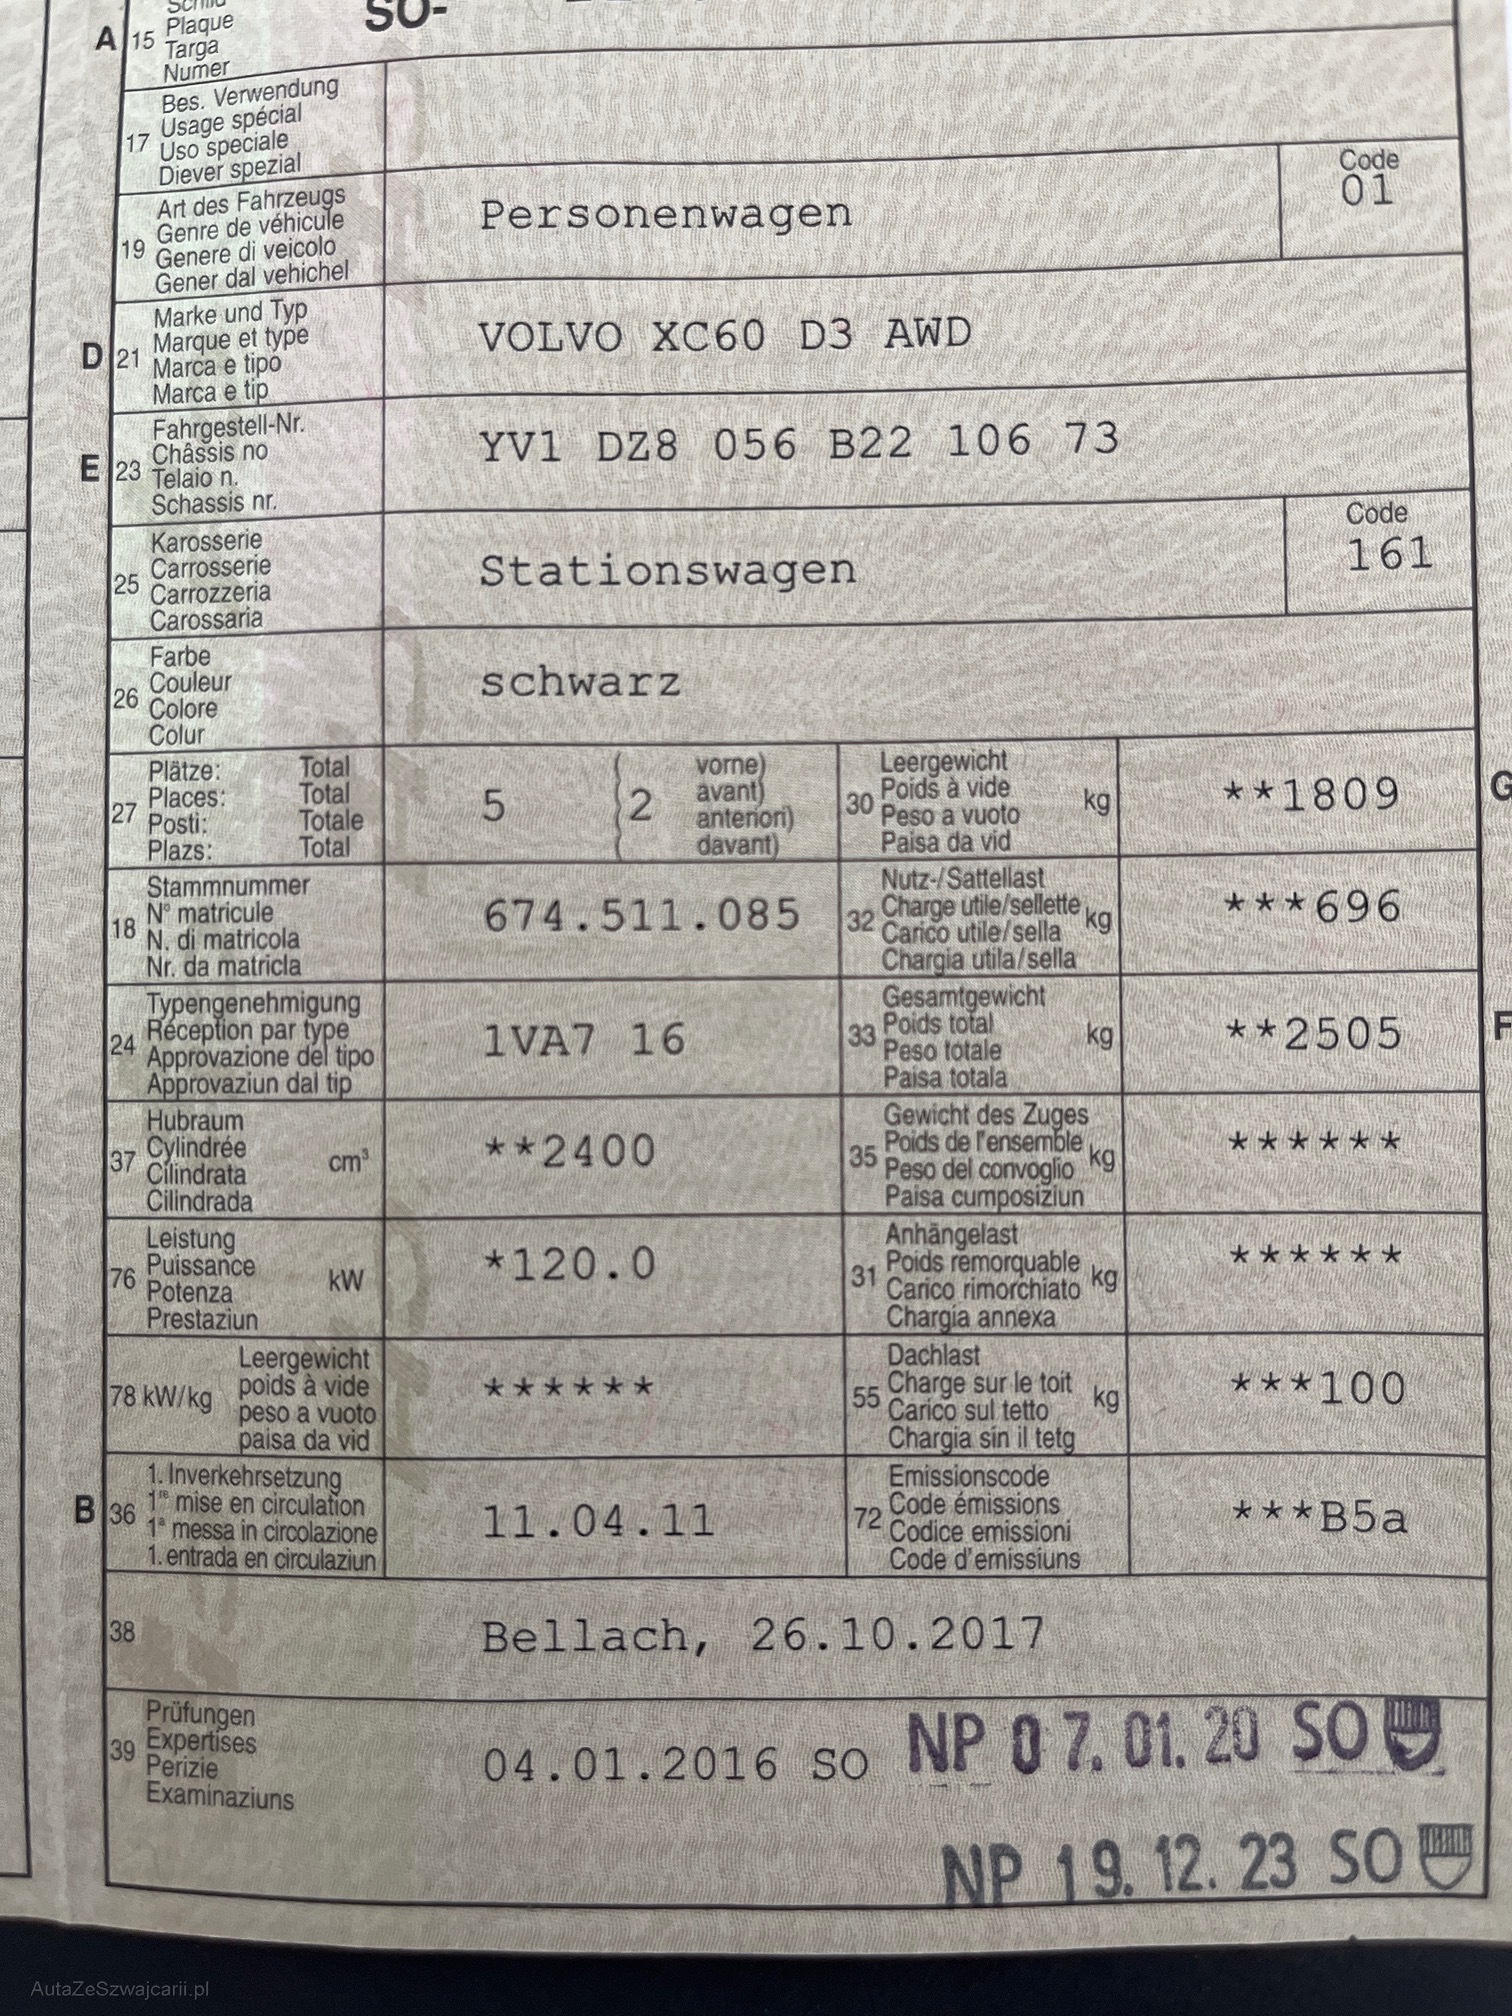 Schild
A 15 Plaque SO-
Targa
Numer
Bes. Verwendung
17 Usage spécial
Uso speciale
Diever spezial
Art des Fahrzeugs Code
19 Genre de véhicule Personenwagen 01
Genere di veicolo
Gener dal vehichel
Marke und Typ
D 21 Marque et type VOLVO XC60 D3 AWD
Marca e tipo
Marca e tip
Fahrgestell-Nr.
E 23 Châssis no YV1 DZ8 056 B22 106 73
Telaio n.
Schassis nr.
Karosserie Code
25 Carrosserie Stationswagen 161
Carrozzeria
Carossaria
Farbe
26 Couleur schwarz
Colore
Colur
Plätze: Total vorne) Leergewicht
27 Places: Total 5 (2 avant) 30 Poids à vide kg **1809 G
Posti: Totale anteriori) Peso a vuoto
Plazs: Total davant) Paisa da vid
Stammnummer Nutz-/Sattellast
18 N° matricule 674.511.085 32 Charge utile/sellette kg ***696
N. di matricola Carico utile/sella
Nr. da matricla Chargia utila/sella
Typengenehmigung Gesamtgewicht
24 Réception par type 1VA7 16 33 Poids total kg **2505 F
Approvazione del tipo Peso totale
Approvaziun dal tip Paisa totala
Hubraum Gewicht des Zuges
37 Cylindrée cm³ **2400 35 Poids de l'ensemble kg ******
Cilindrata Peso del convoglio
Cilindrada Paisa cumposiziun
Leistung Anhängelast
76 Puissance kW *120.0 31 Poids remorquable kg ******
Potenza Carico rimorchiato
Prestaziun Chargia annexa
Leergewicht Dachlast
78 kW/kg poids à vide ****** 55 Charge sur le toit kg ***100
peso a vuoto Carico sul tetto
paisa da vid Chargia sin il tetg
1. Inverkehrsetzung Emissionscode
B 36 1re mise en circulation 11.04.11 72 Code émissions ***B5a
1a messa in circolazione Codice emissioni
1. entrada en circulaziun Code d'emissiuns
38 Bellach, 26.10.2017
Prüfungen
39 Expertises 04.01.2016 SO NP 07.01.20 SO
Perizie
Examinaziuns
NP 19.12.23 SO
AutaZeSzwajcarii.pl